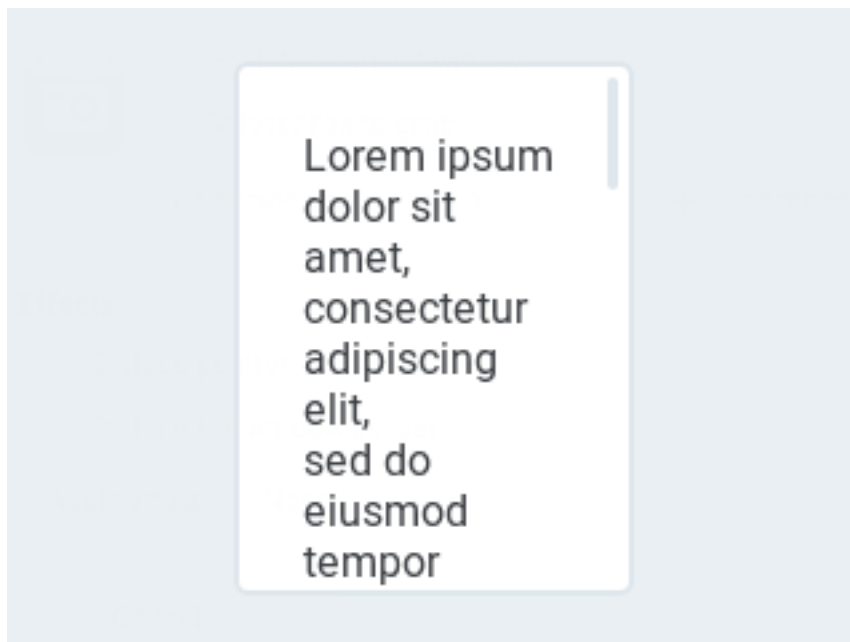 Lorem ipsum
dolor sit
amet,
consectetur
adipiscing
elit,
sed do
eiusmod
tempor